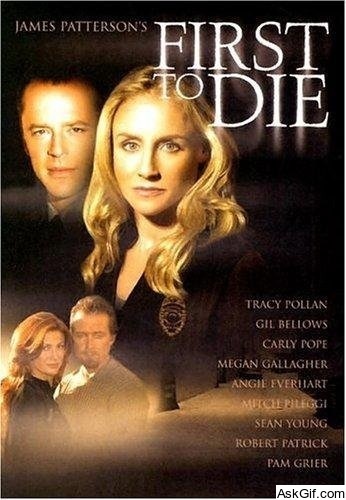 JAMES PATTERSON'S
FIRST
TO
DIE
TRACY POLLAN
GIL BELLOWS
CARLY POPE
MEGAN GALLAGHER
ANGIE EVERHART
MITCH PILEGGI
SEAN YOUNG
ROBERT PATRICK
PAM GRIER
AskGif.com